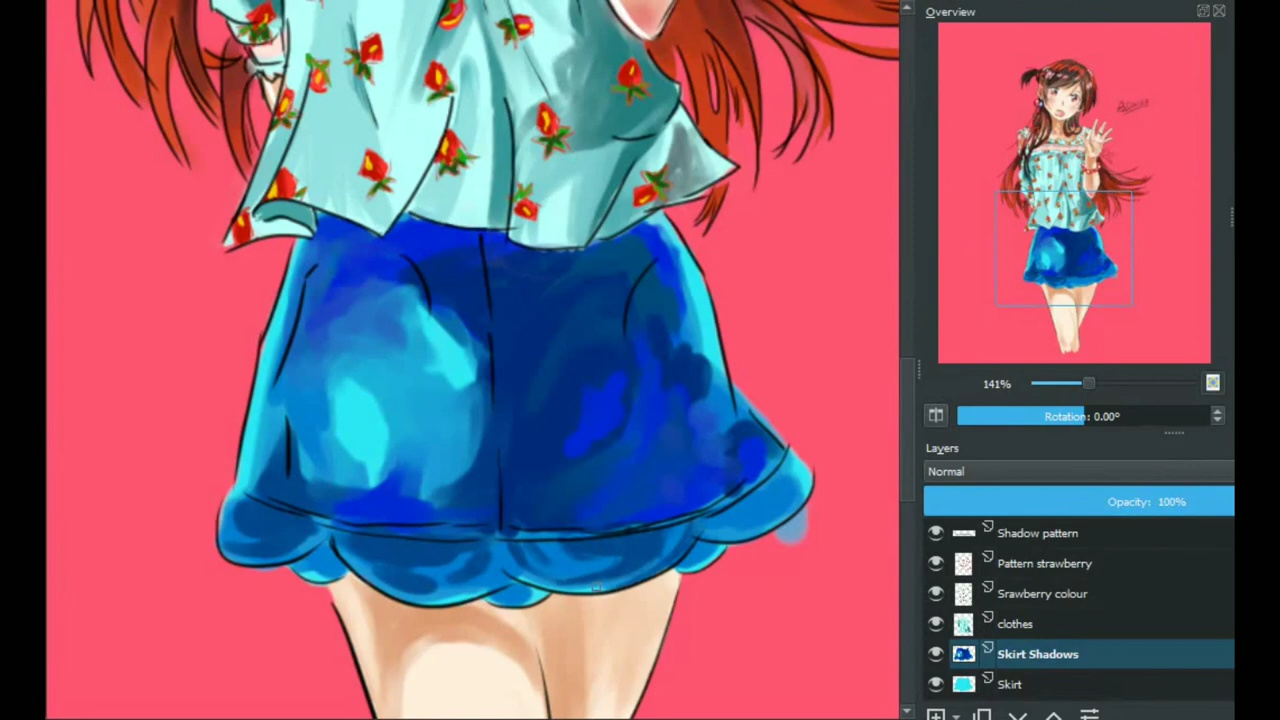 Overview
141%
Rotation: 0.00°
Layers
Normal
Opacity: 100%
Shadow pattern
Pattern strawberry
Srawberry colour
clothes
Skirt Shadows
Skirt